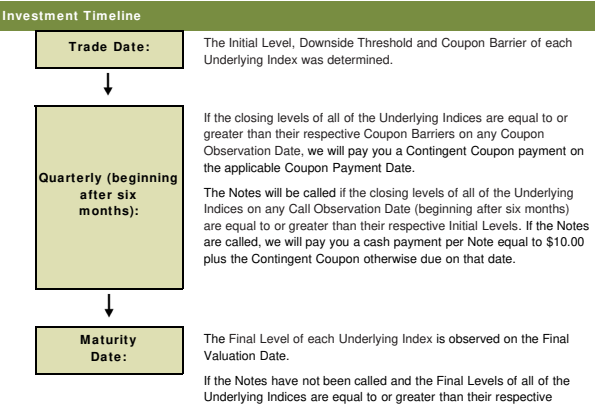 Investment Timeline
Trade Date:
The Initial Level, Downside Threshold and Coupon Barrier of each
Underlying Index was determined.
Quarterly (beginning
after six
months):
If the closing levels of all of the Underlying Indices are equal to or
greater than their respective Coupon Barriers on any Coupon
Observation Date, we will pay you a Contingent Coupon payment on
the applicable Coupon Payment Date.
The Notes will be called if the closing levels of all of the Underlying
Indices on any Call Observation Date (beginning after six months)
are equal to or greater than their respective Initial Levels. If the Notes
are called, we will pay you a cash payment per Note equal to $10.00
plus the Contingent Coupon otherwise due on that date.
Maturity
Date:
The Final Level of each Underlying Index is observed on the Final
Valuation Date.
If the Notes have not been called and the Final Levels of all of the
Underlying Indices are equal to or greater than their respective